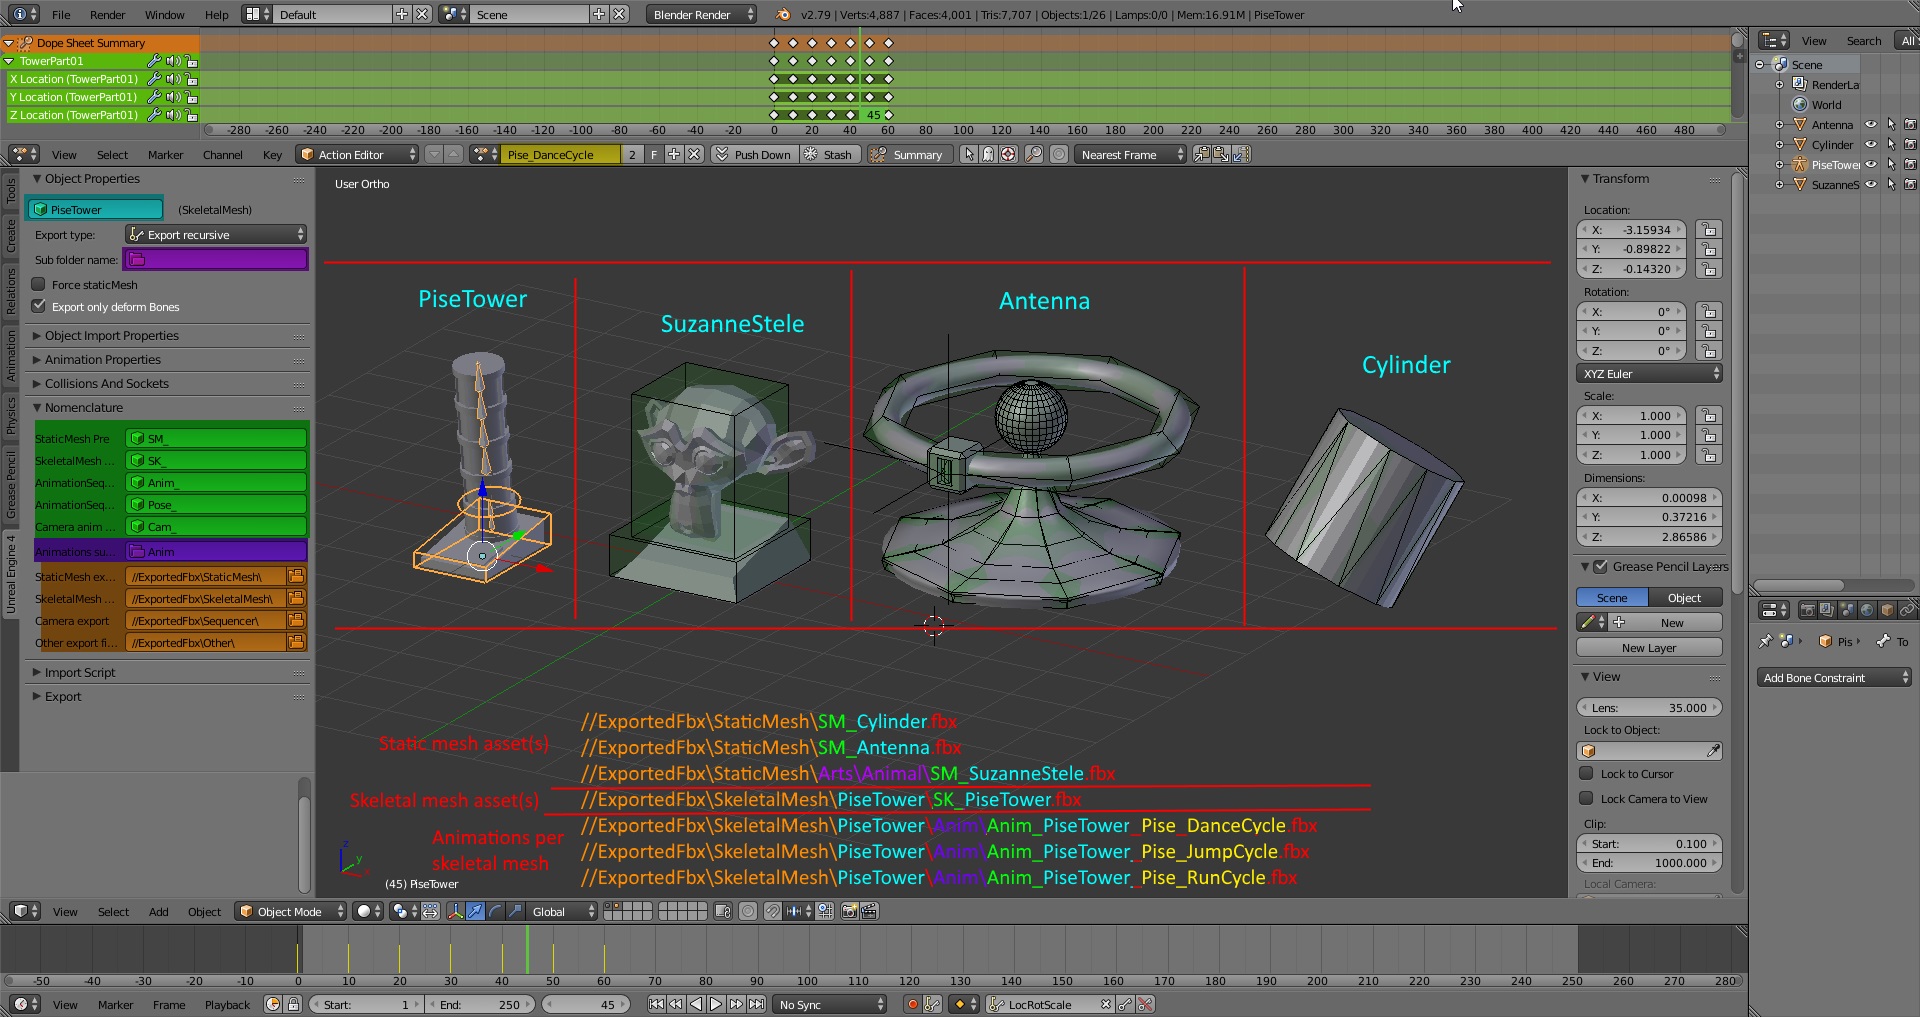 File Render Window Help Default Scene Blender Render v2.79 | Verts:4,887 | Faces:4,001 | Tris:7,707 | Objects:1/26 | Lamps:0/0 | Mem:16.91M | PiseTower
Dope Sheet Summary
TowerPart01
X Location (TowerPart01)
Y Location (TowerPart01)
Z Location (TowerPart01)
45
-280 -260 -240 -220 -200 -180 -160 -140 -120 -100 -80 -60 -40 -20 0 20 40 60 80 100 120 140 160 180 200 220 240 260 280 300 320 340 360 380 400 420 440 460 480
View Select Marker Channel Key Action Editor Pise_DanceCycle 2 F Push Down Stash Summary Nearest Frame
View Search All
Scene
RenderLa
World
Antenna
Cylinder
PiseTower
SuzanneS
Tools
Create
Relations
Animation
Physics
Grease Pencil
Unreal Engine 4
Object Properties
PiseTower (SkeletalMesh)
Export type: Export recursive
Sub folder name:
Force staticMesh
Export only deform Bones
Object Import Properties
Animation Properties
Collisions And Sockets
Nomenclature
StaticMesh Pre SM_
SkeletalMesh ... SK_
AnimationSeq... Anim_
AnimationSeq... Pose_
Camera anim ... Cam_
Animations su... Anim
StaticMesh ex... //ExportedFbx\StaticMesh\
SkeletalMesh ... //ExportedFbx\SkeletalMesh\
Camera export //ExportedFbx\Sequencer\
Other export fi... //ExportedFbx\Other\
Import Script
Export
User Ortho
PiseTower
SuzanneStele
Antenna
Cylinder
Static mesh asset(s)
//ExportedFbx\StaticMesh\SM_Cylinder.fbx
//ExportedFbx\StaticMesh\SM_Antenna.fbx
//ExportedFbx\StaticMesh\Arts\Animal\SM_SuzanneStele.fbx
Skeletal mesh asset(s)
//ExportedFbx\SkeletalMesh\PiseTower\SK_PiseTower.fbx
Animations per
skeletal mesh
//ExportedFbx\SkeletalMesh\PiseTower\Anim\Anim_PiseTower_Pise_DanceCycle.fbx
//ExportedFbx\SkeletalMesh\PiseTower\Anim\Anim_PiseTower_Pise_JumpCycle.fbx
//ExportedFbx\SkeletalMesh\PiseTower\Anim\Anim_PiseTower_Pise_RunCycle.fbx
z
y
x
(45) PiseTower
Transform
Location:
X: -3.15934
Y: -0.89822
Z: -0.14320
Rotation:
X: 0°
Y: 0°
Z: 0°
XYZ Euler
Scale:
X: 1.000
Y: 1.000
Z: 1.000
Dimensions:
X: 0.00098
Y: 0.37216
Z: 2.86586
Grease Pencil Layers
Scene Object
New
New Layer
View
Lens: 35.000
Lock to Object:
Lock to Cursor
Lock Camera to View
Clip:
Start: 0.100
End: 1000.000
Local Camera:
Pis To
Add Bone Constraint
View Select Add Object Object Mode Global
-50 -40 -30 -20 -10 0 10 20 30 40 50 60 70 80 90 100 110 120 130 140 150 160 170 180 190 200 210 220 230 240 250 260 270 280
View Marker Frame Playback Start: 1 End: 250 45 No Sync LocRotScale